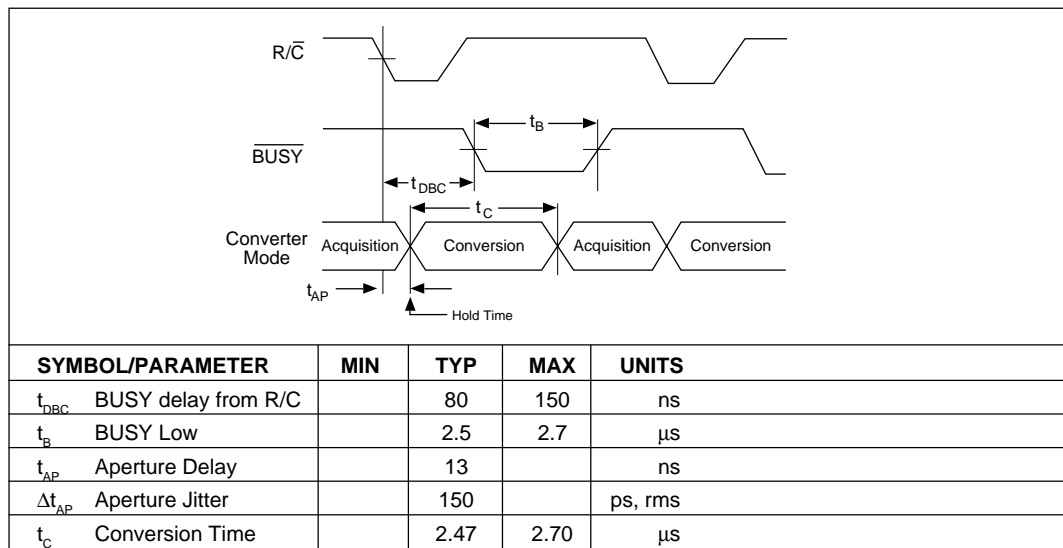 R/C̅
t_B
B̅U̅S̅Y̅
t_DBC
t_C
Converter Mode
Acquisition
Conversion
Acquisition
Conversion
t_AP
Hold Time
SYMBOL/PARAMETER MIN TYP MAX UNITS
t_DBC BUSY delay from R/C 80 150 ns
t_B BUSY Low 2.5 2.7 µs
t_AP Aperture Delay 13 ns
Δt_AP Aperture Jitter 150 ps, rms
t_C Conversion Time 2.47 2.70 µs